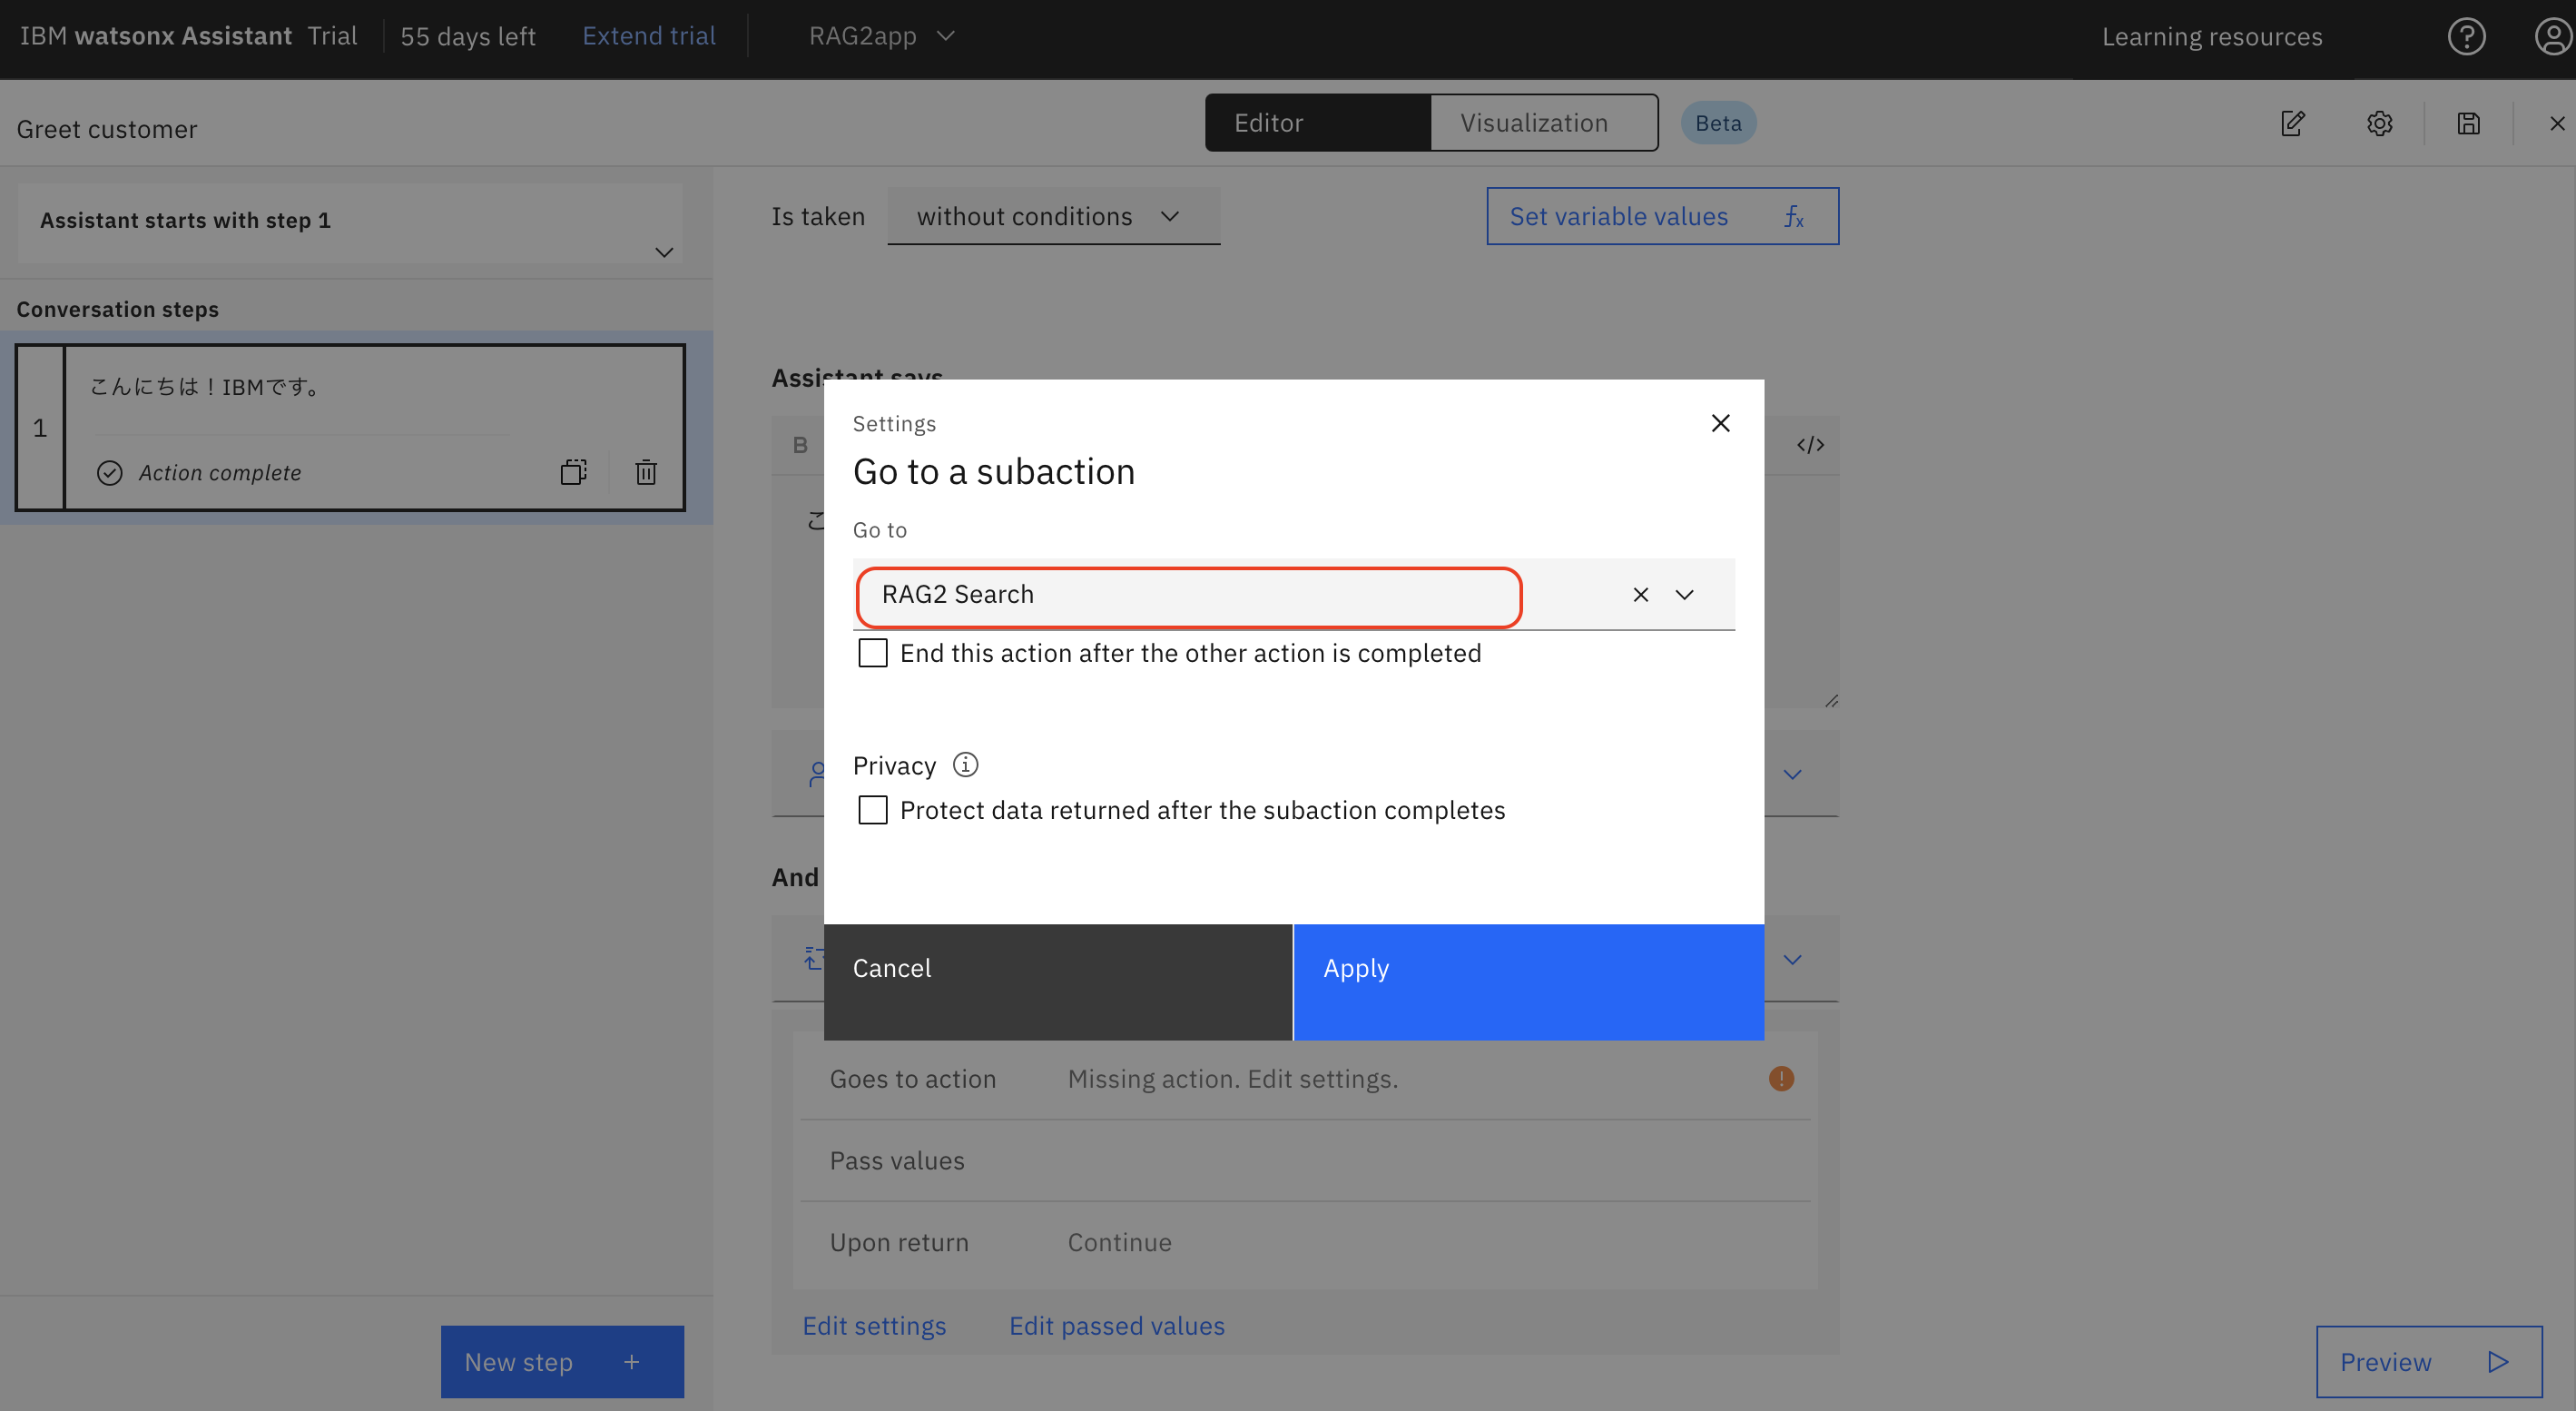 IBM watsonx Assistant Trial 55 days left Extend trial RAG2app Learning resources
Greet customer Editor Visualization Beta
Assistant starts with step 1
Conversation steps
1
こんにちは！IBMです。
Action complete
New step
Is taken without conditions Set variable values fx
Assistant says
B </>
こ
Settings
Go to a subaction
Go to
RAG2 Search
End this action after the other action is completed
Privacy
Protect data returned after the subaction completes
Cancel Apply
And
Goes to action Missing action. Edit settings.
Pass values
Upon return Continue
Edit settings Edit passed values
Preview